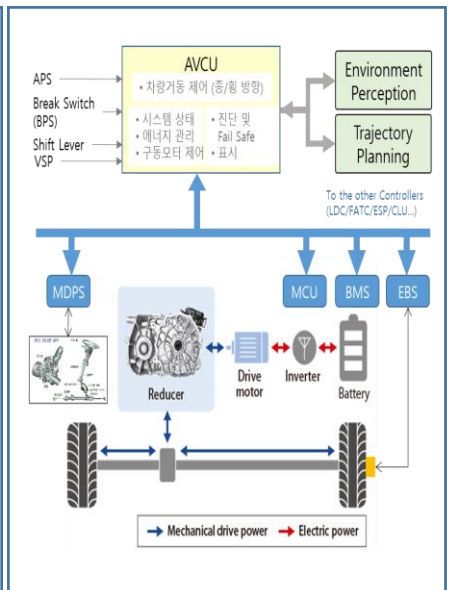 AVCU
• 차량거동 제어 (종/횡 방향)
• 시스템 상태
• 에너지 관리
• 구동모터 제어
• 진단 및
Fail Safe
• 표시
APS
Break Switch
(BPS)
Shift Lever
VSP
Environment
Perception
Trajectory
Planning
To the other Controllers
(LDC/FATC/ESP/CLU...)
MDPS
MCU
BMS
EBS
Reducer
Drive
motor
Inverter
Battery
Mechanical drive power
Electric power